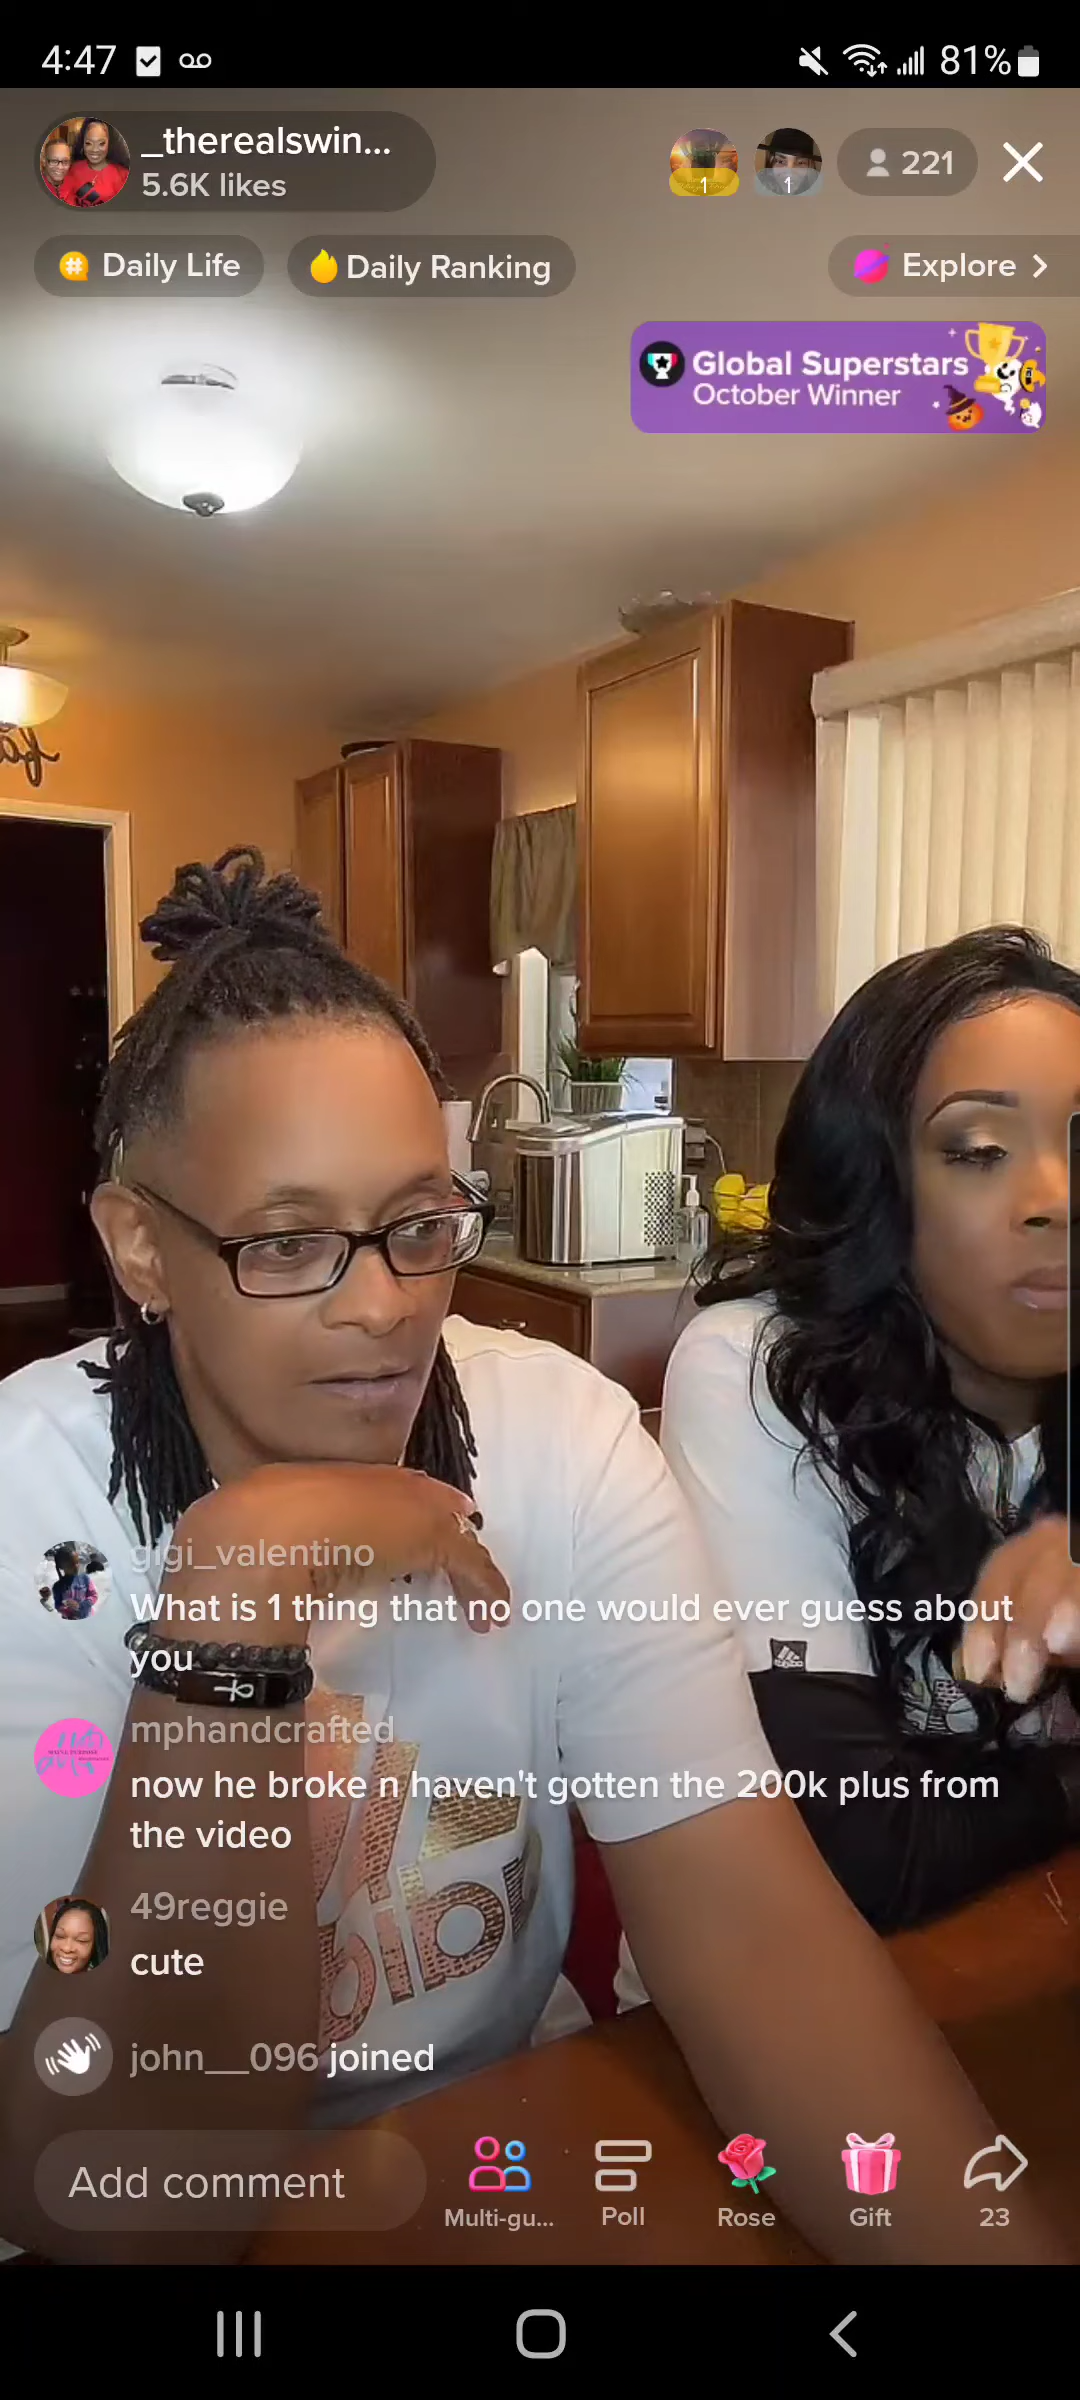 4:47
81%
_therealswin...
5.6K likes
1
1
221
Daily Life
Daily Ranking
Explore
Global Superstars
October Winner
gigi_valentino
What is 1 thing that no one would ever guess about
you
mphandcrafted
now he broke n haven't gotten the 200k plus from
the video
49reggie
cute
john__096 joined
Add comment
Multi-gu...
Poll
Rose
Gift
23